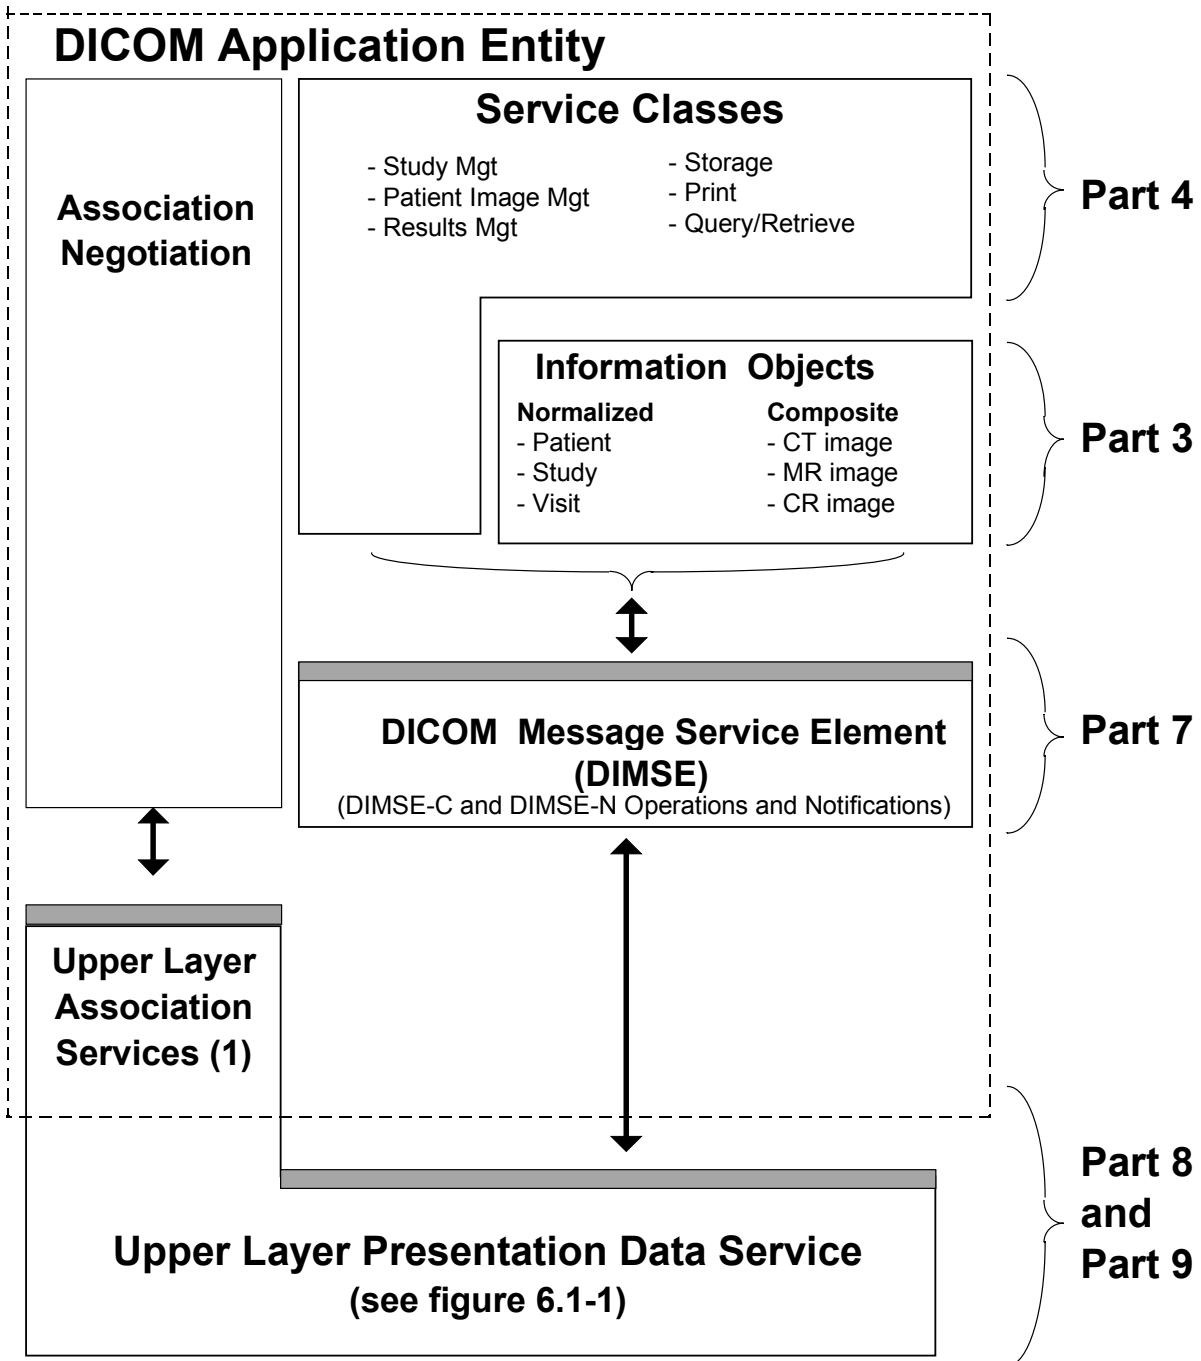 DICOM Application Entity
Association
Negotiation
Service Classes
- Study Mgt
- Patient Image Mgt
- Results Mgt
- Storage
- Print
- Query/Retrieve
Part 4
Information Objects
Normalized
- Patient
- Study
- Visit
Composite
- CT image
- MR image
- CR image
Part 3
DICOM Message Service Element
(DIMSE)
(DIMSE-C and DIMSE-N Operations and Notifications)
Part 7
Upper Layer
Association
Services (1)
Upper Layer Presentation Data Service
(see figure 6.1-1)
Part 8
and
Part 9